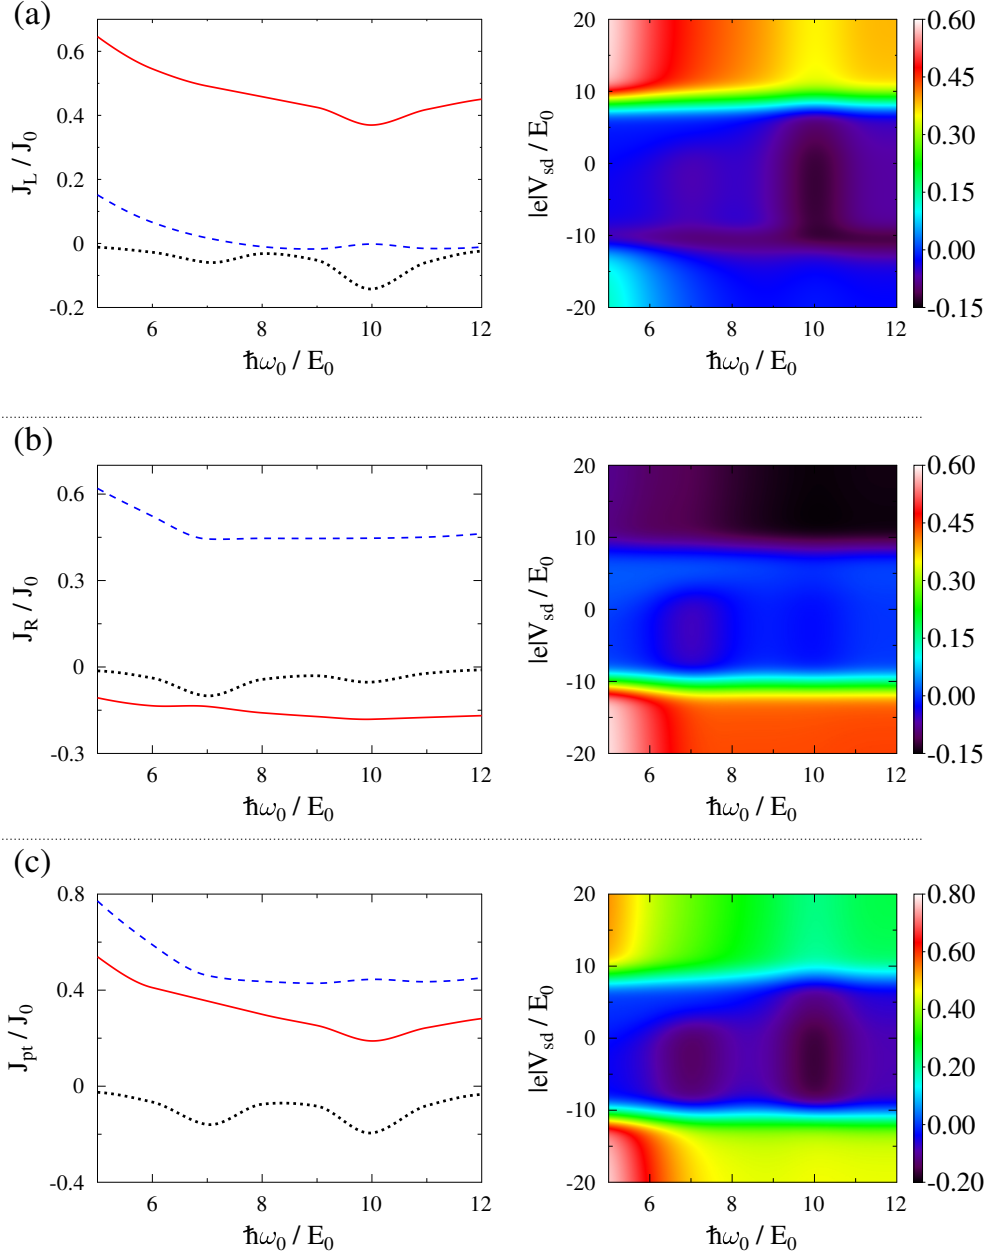 (a)
0.6
0.4
0.2
0
-0.2
J_L / J_0
6 8 10 12
ħω_0 / E_0
20
10
0
-10
-20
|e|V_sd / E_0
6 8 10 12
ħω_0 / E_0
0.60
0.45
0.30
0.15
0.00
-0.15
(b)
0.6
0.3
0
-0.3
J_R / J_0
6 8 10 12
ħω_0 / E_0
20
10
0
-10
-20
|e|V_sd / E_0
6 8 10 12
ħω_0 / E_0
0.60
0.45
0.30
0.15
0.00
-0.15
(c)
0.8
0.4
0
-0.4
J_pt / J_0
6 8 10 12
ħω_0 / E_0
20
10
0
-10
-20
|e|V_sd / E_0
6 8 10 12
ħω_0 / E_0
0.80
0.60
0.40
0.20
0.00
-0.20